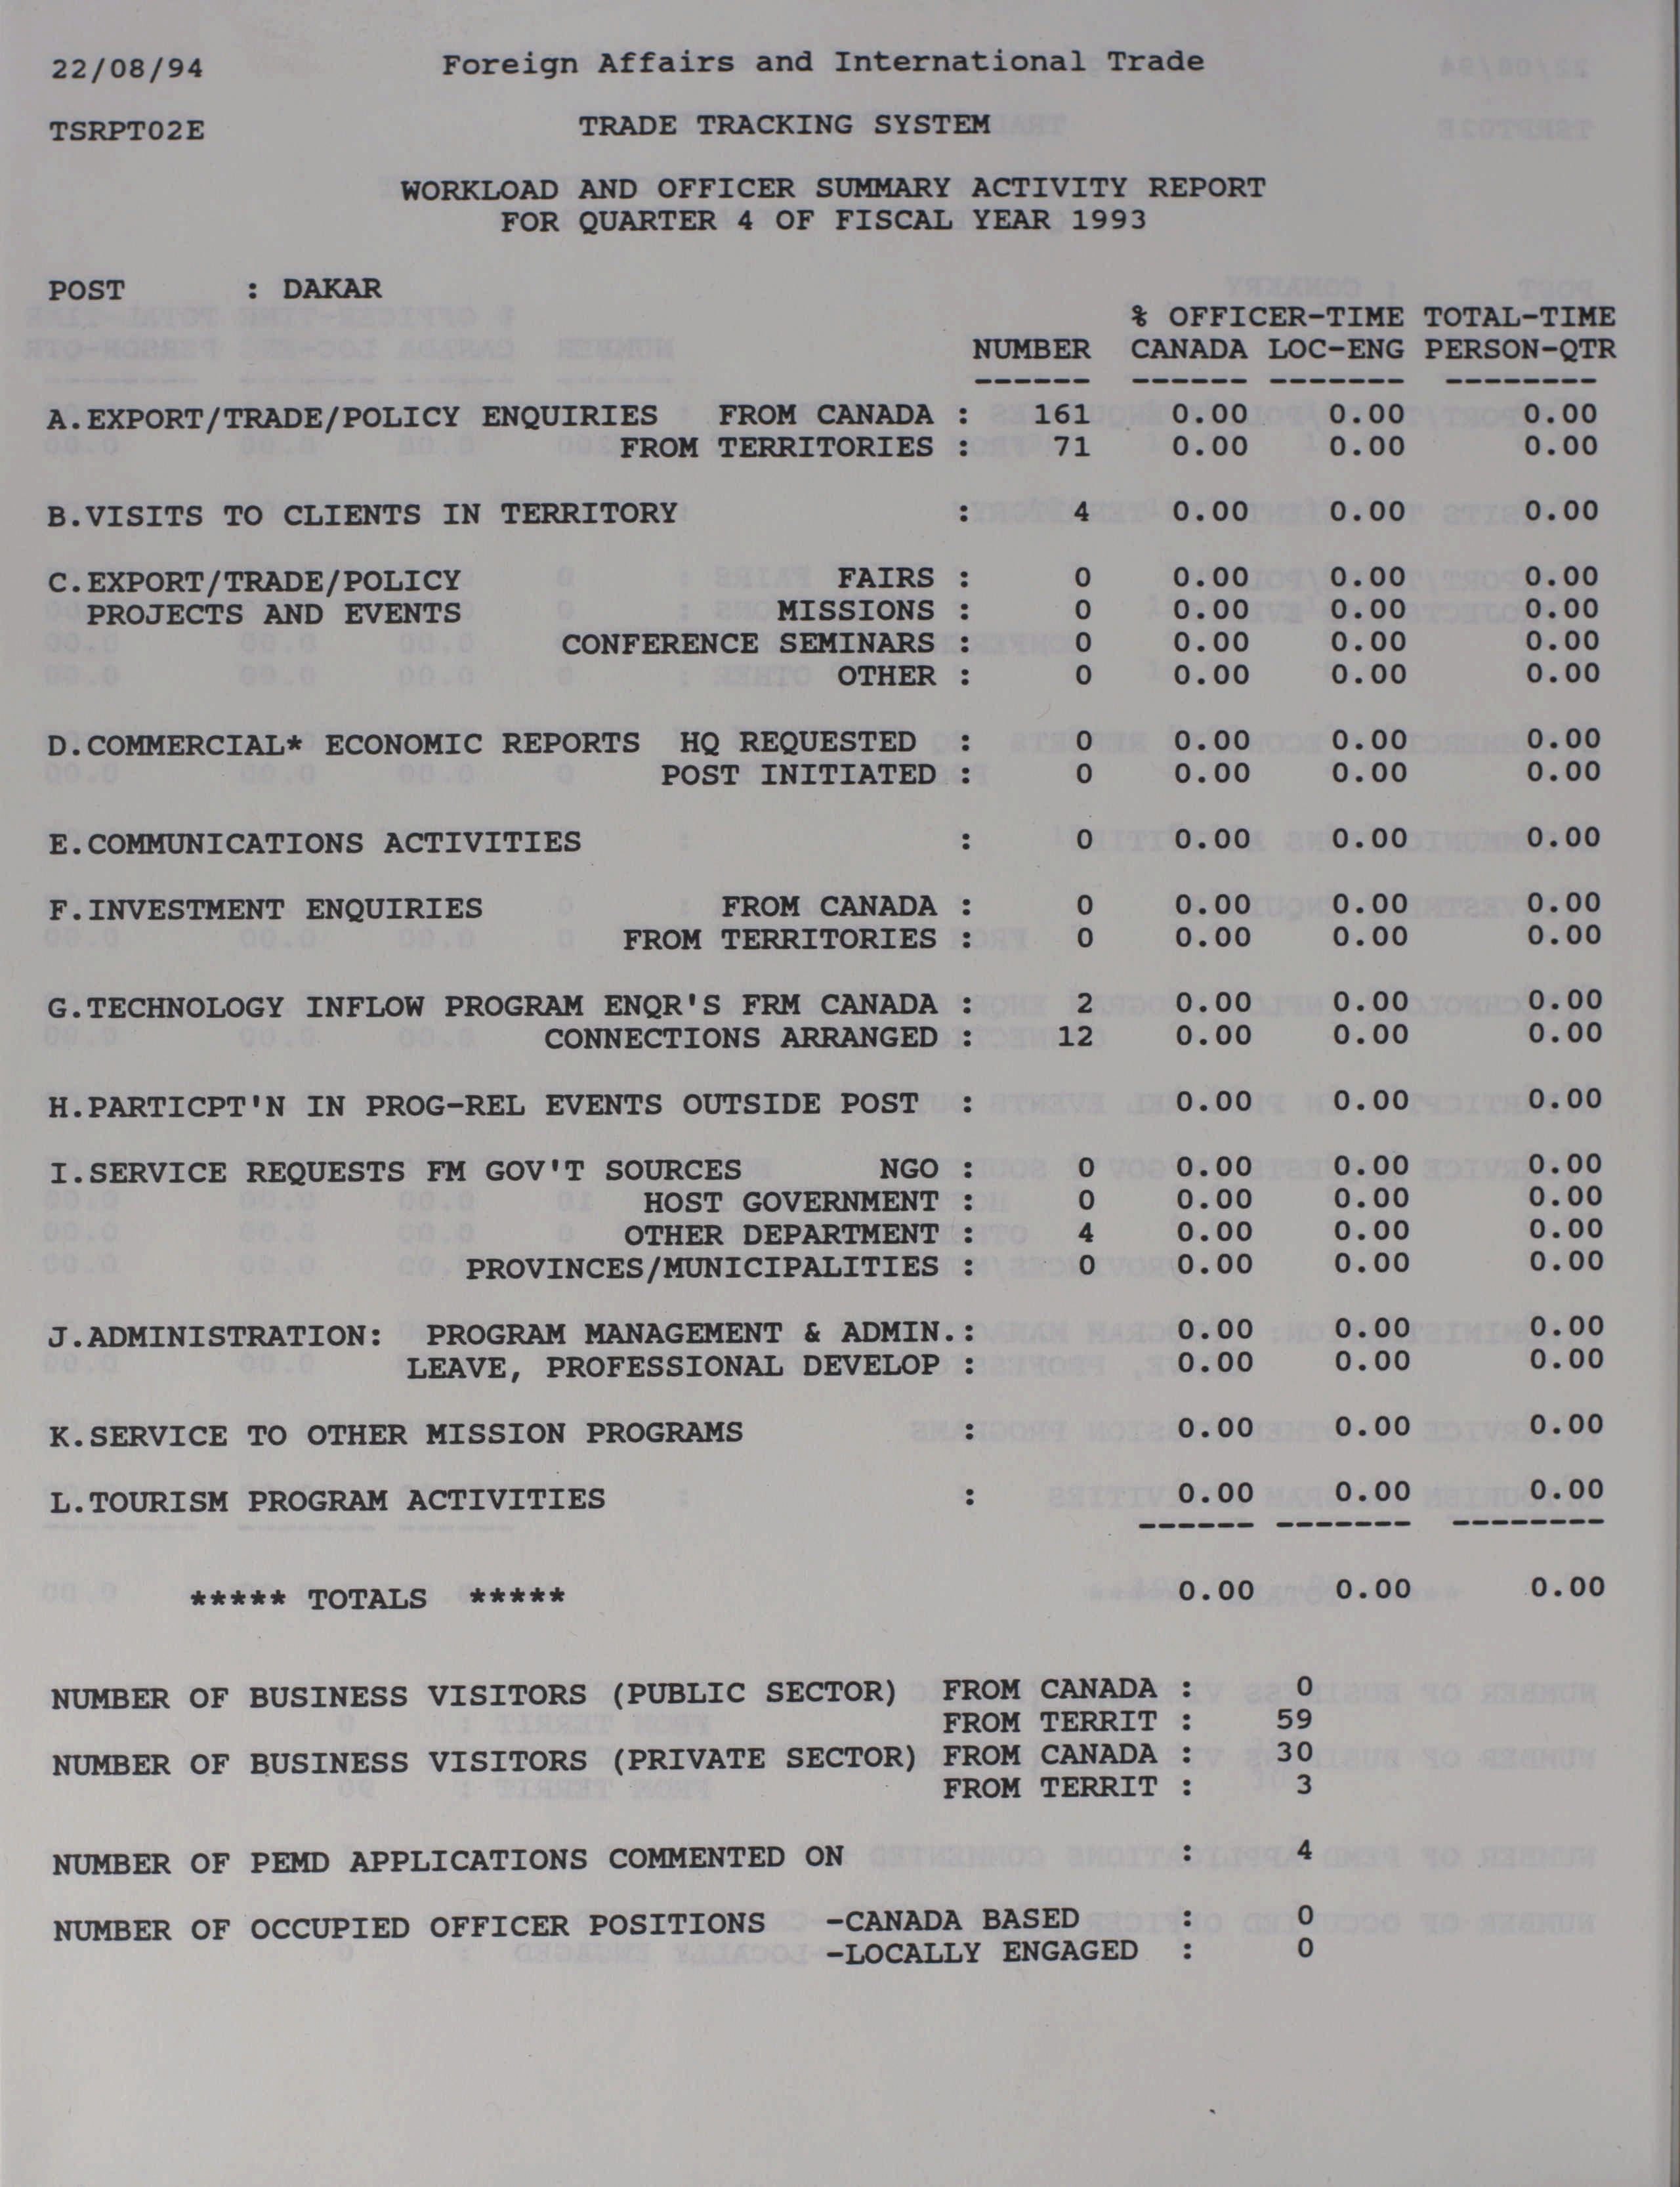 22/08/94 Foreign Affairs and International Trade
TSRPT02E TRADE TRACKING SYSTEM
WORKLOAD AND OFFICER SUMMARY ACTIVITY REPORT
FOR QUARTER 4 OF FISCAL YEAR 1993
POST : DAKAR
% OFFICER-TIME TOTAL-TIME
NUMBER CANADA LOC-ENG PERSON-QTR
------ ------ ------- --------
A.EXPORT/TRADE/POLICY ENQUIRIES FROM CANADA : 161 0.00 0.00 0.00
FROM TERRITORIES : 71 0.00 0.00 0.00
B.VISITS TO CLIENTS IN TERRITORY : 4 0.00 0.00 0.00
C.EXPORT/TRADE/POLICY FAIRS : 0 0.00 0.00 0.00
PROJECTS AND EVENTS MISSIONS : 0 0.00 0.00 0.00
CONFERENCE SEMINARS : 0 0.00 0.00 0.00
OTHER : 0 0.00 0.00 0.00
D.COMMERCIAL* ECONOMIC REPORTS HQ REQUESTED : 0 0.00 0.00 0.00
POST INITIATED : 0 0.00 0.00 0.00
E.COMMUNICATIONS ACTIVITIES : 0 0.00 0.00 0.00
F.INVESTMENT ENQUIRIES FROM CANADA : 0 0.00 0.00 0.00
FROM TERRITORIES : 0 0.00 0.00 0.00
G.TECHNOLOGY INFLOW PROGRAM ENQR'S FRM CANADA : 2 0.00 0.00 0.00
CONNECTIONS ARRANGED : 12 0.00 0.00 0.00
H.PARTICPT'N IN PROG-REL EVENTS OUTSIDE POST : 0.00 0.00 0.00
I.SERVICE REQUESTS FM GOV'T SOURCES NGO : 0 0.00 0.00 0.00
HOST GOVERNMENT : 0 0.00 0.00 0.00
OTHER DEPARTMENT : 4 0.00 0.00 0.00
PROVINCES/MUNICIPALITIES : 0 0.00 0.00 0.00
J.ADMINISTRATION: PROGRAM MANAGEMENT & ADMIN.: 0.00 0.00 0.00
LEAVE, PROFESSIONAL DEVELOP : 0.00 0.00 0.00
K.SERVICE TO OTHER MISSION PROGRAMS : 0.00 0.00 0.00
L.TOURISM PROGRAM ACTIVITIES : 0.00 0.00 0.00
------ ------- --------
***** TOTALS ***** 0.00 0.00 0.00
NUMBER OF BUSINESS VISITORS (PUBLIC SECTOR) FROM CANADA : 0
FROM TERRIT : 59
NUMBER OF BUSINESS VISITORS (PRIVATE SECTOR) FROM CANADA : 30
FROM TERRIT : 3
NUMBER OF PEMD APPLICATIONS COMMENTED ON : 4
NUMBER OF OCCUPIED OFFICER POSITIONS -CANADA BASED : 0
-LOCALLY ENGAGED : 0